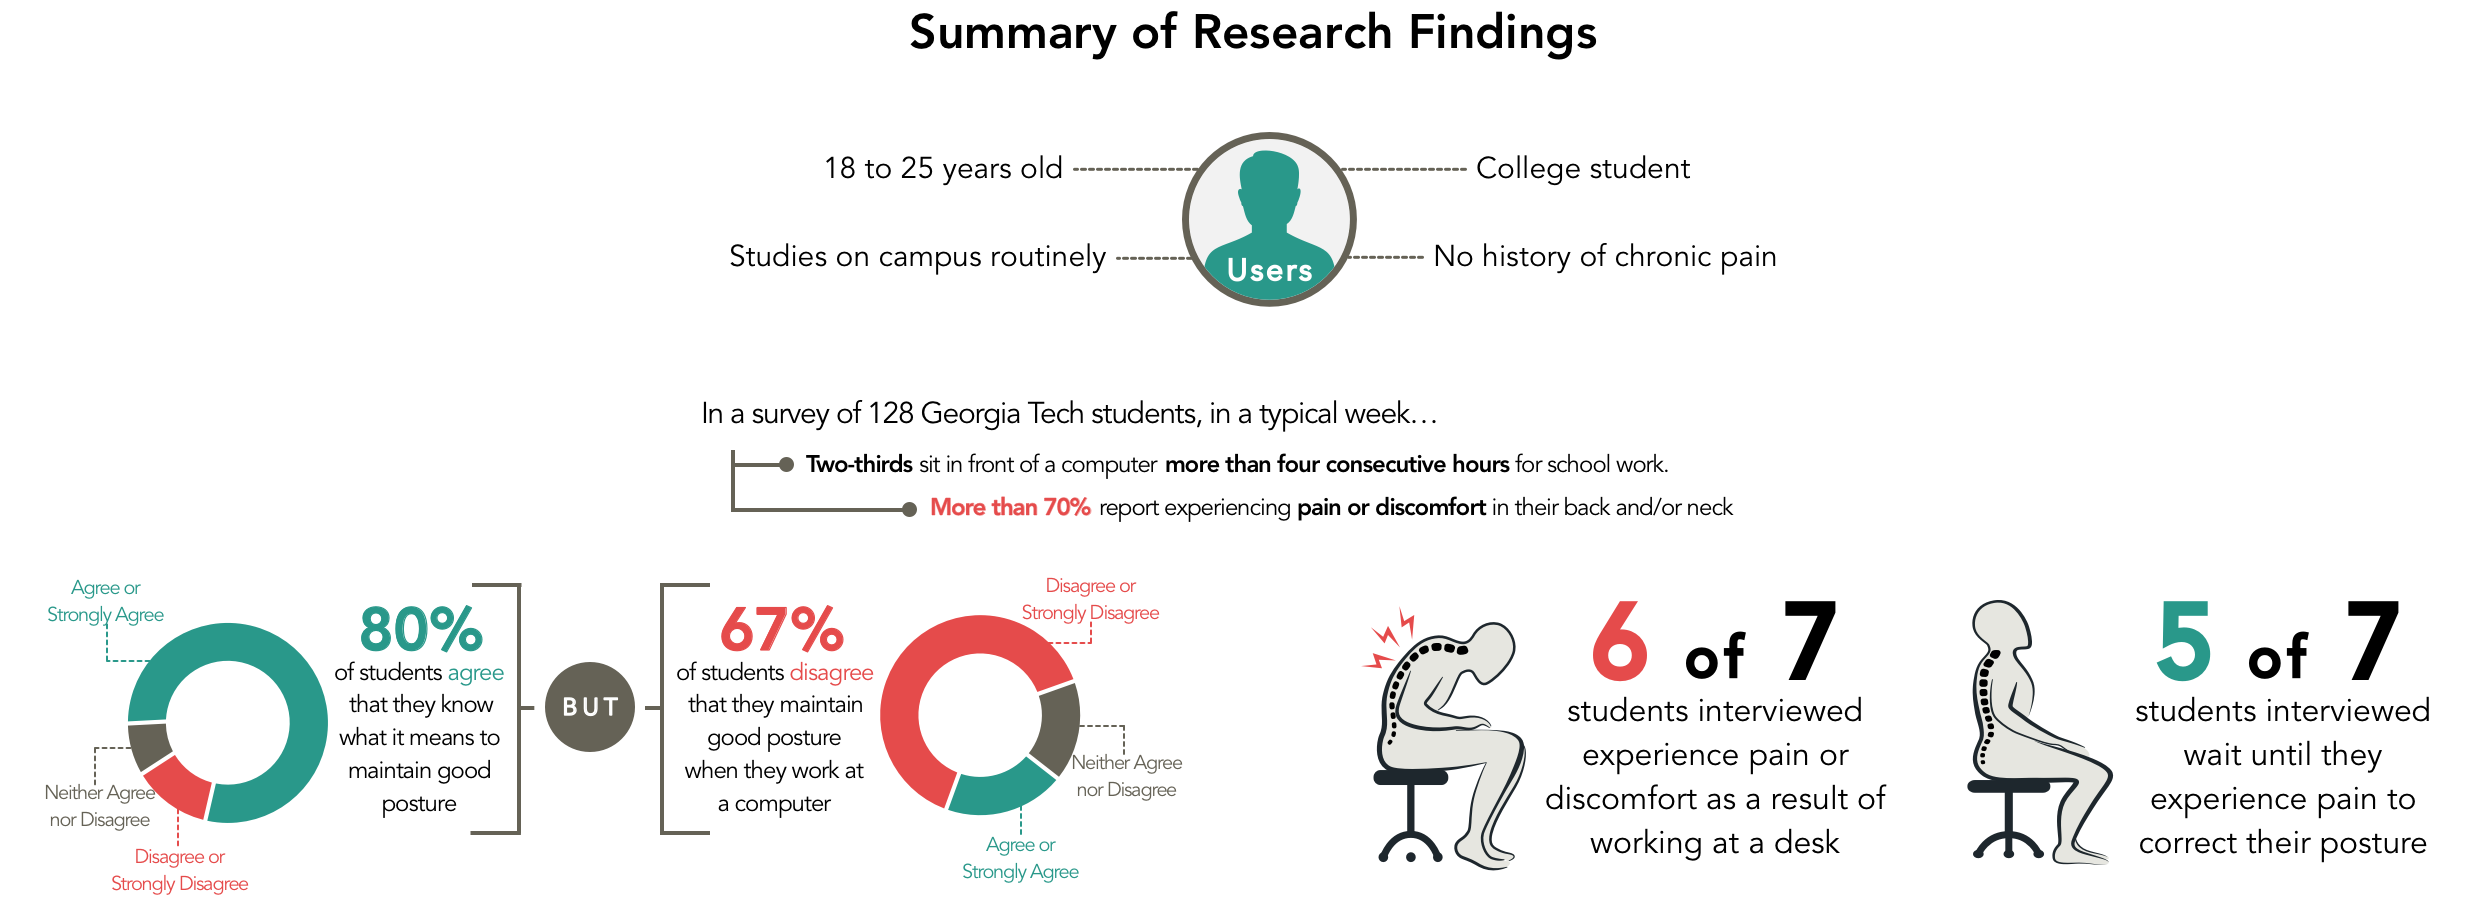 Summary of Research Findings
18 to 25 years old
College student
Studies on campus routinely
No history of chronic pain
Users
In a survey of 128 Georgia Tech students, in a typical week…
Two-thirds sit in front of a computer more than four consecutive hours for school work.
More than 70% report experiencing pain or discomfort in their back and/or neck
Agree or
Strongly Agree
Neither Agree
nor Disagree
Disagree or
Strongly Disagree
80%
of students agree
that they know
what it means to
maintain good
posture
BUT
67%
of students disagree
that they maintain
good posture
when they work at
a computer
Disagree or
Strongly Disagree
Neither Agree
nor Disagree
Agree or
Strongly Agree
6 of 7
students interviewed
experience pain or
discomfort as a result of
working at a desk
5 of 7
students interviewed
wait until they
experience pain to
correct their posture